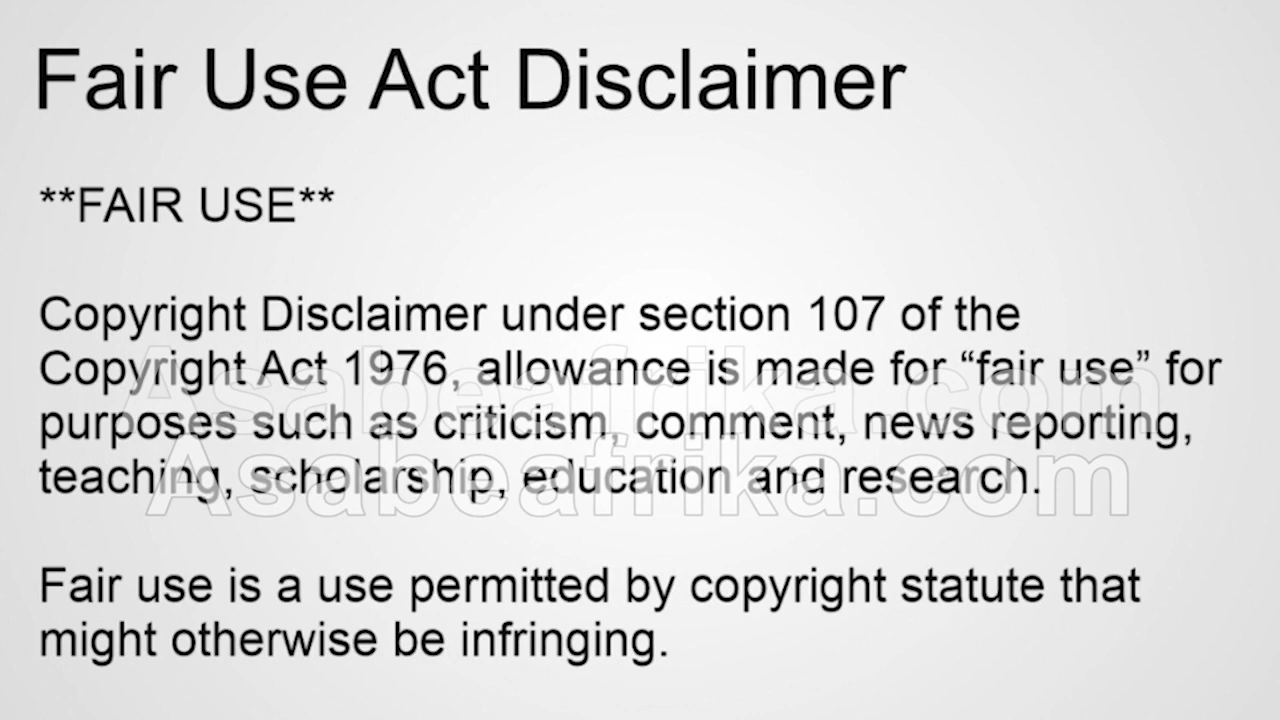 Fair Use Act Disclaimer
**FAIR USE**
Copyright Disclaimer under section 107 of the
Copyright Act 1976, allowance is made for “fair use” for
purposes such as criticism, comment, news reporting,
teaching, scholarship, education and research.
Asabeafrika.com
Asabeafrika.com
Fair use is a use permitted by copyright statute that
might otherwise be infringing.